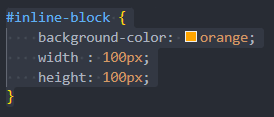 #inline-block {
    background-color: orange;
    width : 100px;
    height: 100px;
}